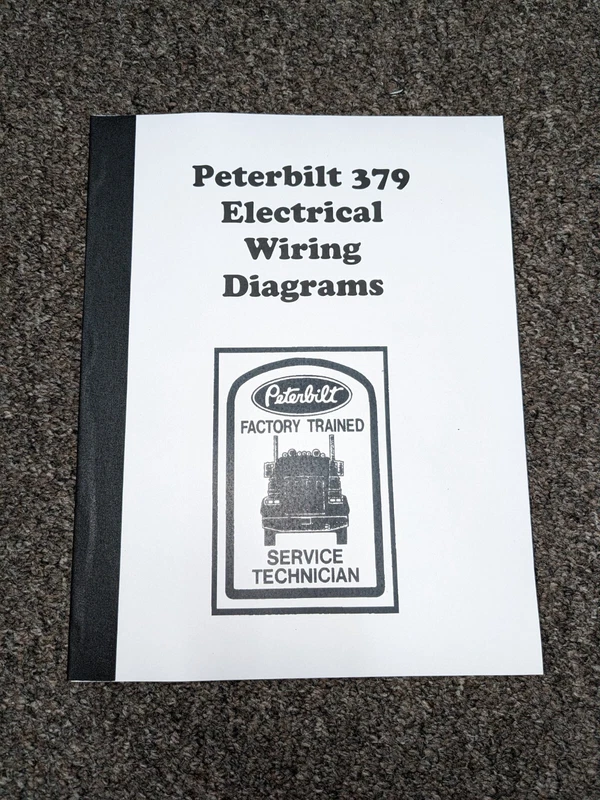 Peterbilt 379
Electrical
Wiring
Diagrams
Peterbilt
FACTORY TRAINED
SERVICE
TECHNICIAN